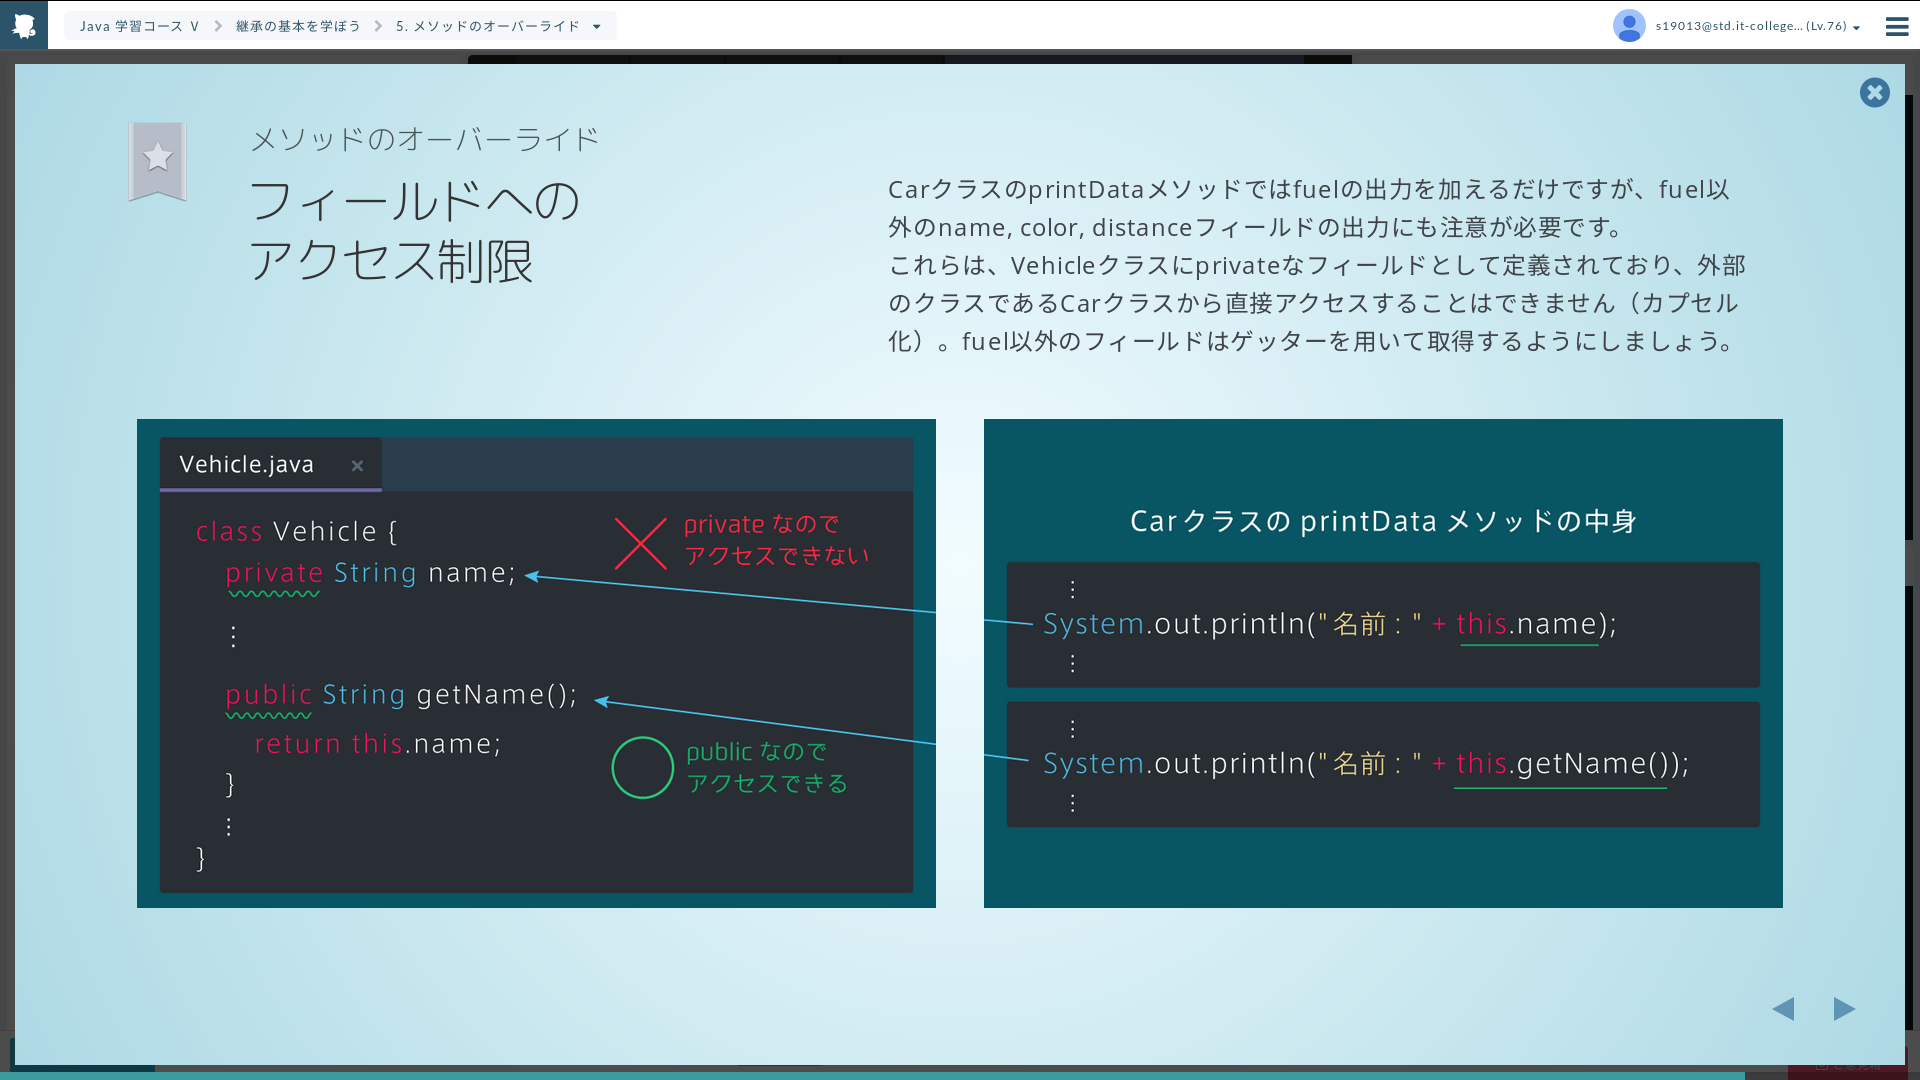 Java 学習コース Ⅴ
継承の基本を学ぼう
5. メソッドのオーバーライド
s19013@std.it-college... (Lv.76)
メソッドのオーバーライド
フィールドへの
アクセス制限
CarクラスのprintDataメソッドではfuelの出力を加えるだけですが、fuel以
外のname, color, distanceフィールドの出力にも注意が必要です。
これらは、Vehicleクラスにprivateなフィールドとして定義されており、外部
のクラスであるCarクラスから直接アクセスすることはできません（カプセル
化）。fuel以外のフィールドはゲッターを用いて取得するようにしましょう。
Vehicle.java ×
class Vehicle {
private String name;
⋮
public String getName();
return this.name;
}
⋮
}
private なので
アクセスできない
public なので
アクセスできる
Car クラスの printData メソッドの中身
⋮
System.out.println("名前 : " + this.name);
⋮
⋮
System.out.println("名前 : " + this.getName());
⋮